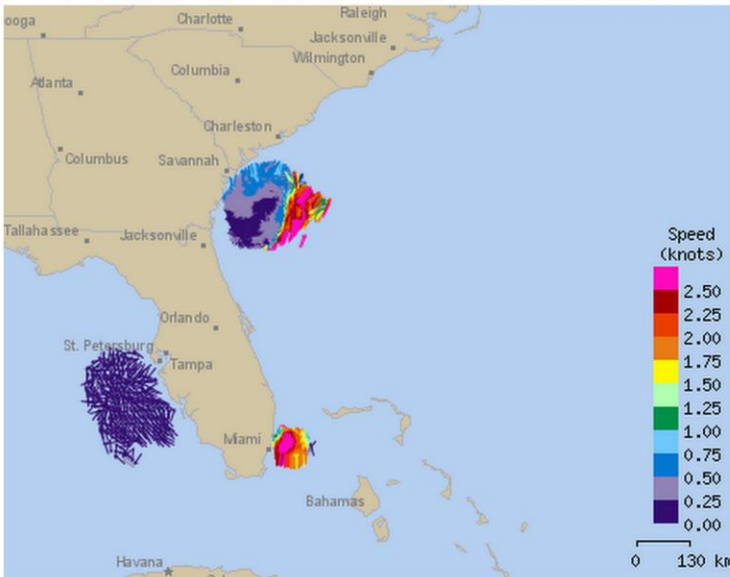 ooga
Charlotte
Raleigh
Jacksonville
Wilmington
Columbia
Atlanta
Charleston
Columbus
Savannah
Tallahassee
Jacksonville
Orlando
St. Petersburg
Tampa
Miami
Bahamas
Havana
Speed
(knots)
2.50
2.25
2.00
1.75
1.50
1.25
1.00
0.75
0.50
0.25
0.00
0 130 km